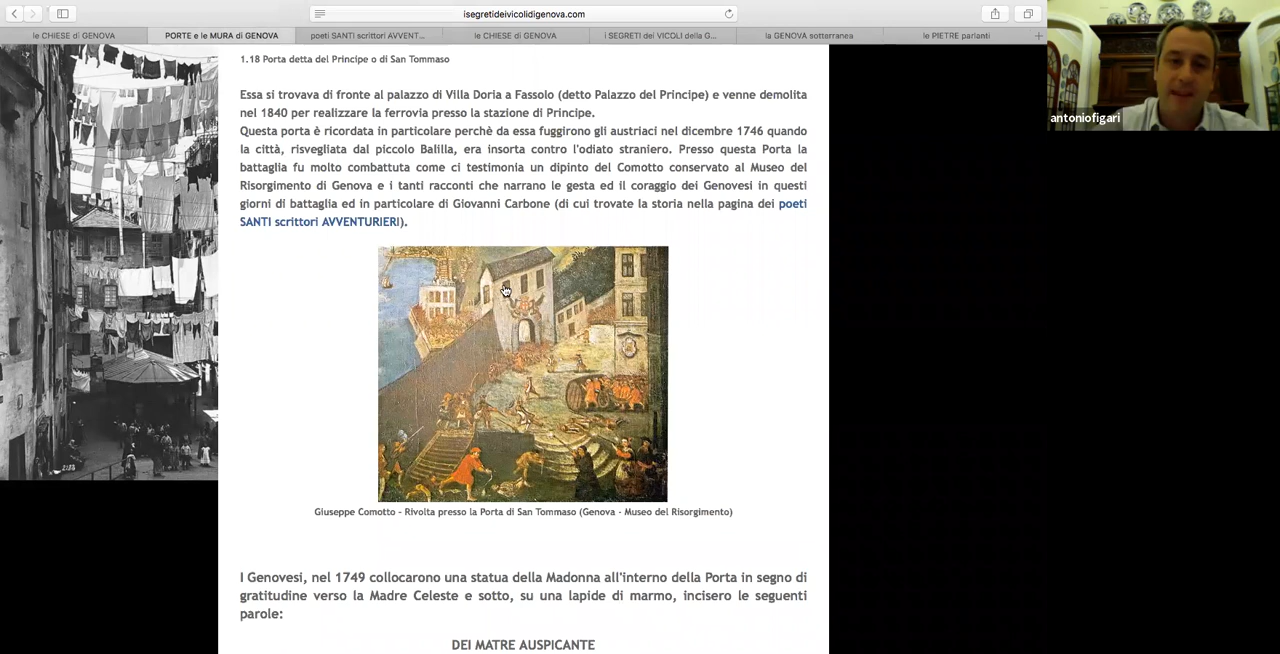 isegretideivicolidigenova.com
le CHIESE di GENOVA
PORTE e le MURA di GENOVA
poeti SANTI scrittori AVVENT...
le CHIESE di GENOVA
i SEGRETI dei VICOLI della G...
la GENOVA sotterranea
le PIETRE parlanti
antoniofigari
1.18 Porta detta del Principe o di San Tommaso
Essa si trovava di fronte al palazzo di Villa Doria a Fassolo (detto Palazzo del Principe) e venne demolita
nel 1840 per realizzare la ferrovia presso la stazione di Principe.
Questa porta è ricordata in particolare perchè da essa fuggirono gli austriaci nel dicembre 1746 quando
la città, risvegliata dal piccolo Balilla, era insorta contro l'odiato straniero. Presso questa Porta la
battaglia fu molto combattuta come ci testimonia un dipinto del Comotto conservato al Museo del
Risorgimento di Genova e i tanti racconti che narrano le gesta ed il coraggio dei Genovesi in questi
giorni di battaglia ed in particolare di Giovanni Carbone (di cui trovate la storia nella pagina dei poeti
SANTI scrittori AVVENTURIERI).
Giuseppe Comotto - Rivolta presso la Porta di San Tommaso (Genova - Museo del Risorgimento)
I Genovesi, nel 1749 collocarono una statua della Madonna all'interno della Porta in segno di
gratitudine verso la Madre Celeste e sotto, su una lapide di marmo, incisero le seguenti
parole:
DEI MATRE AUSPICANTE